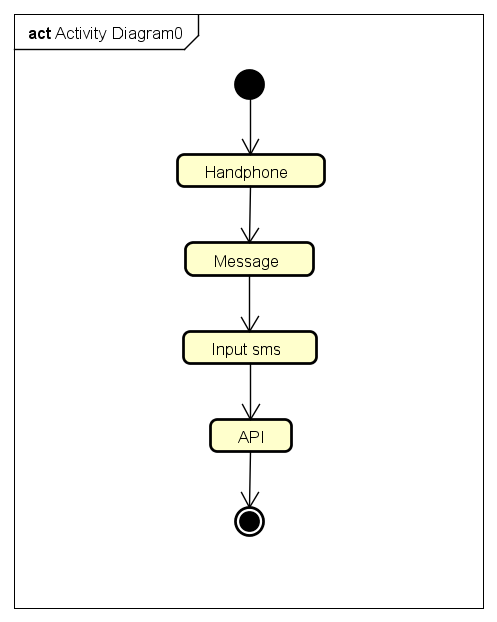 act Activity Diagram0
Handphone
Message
Input sms
API